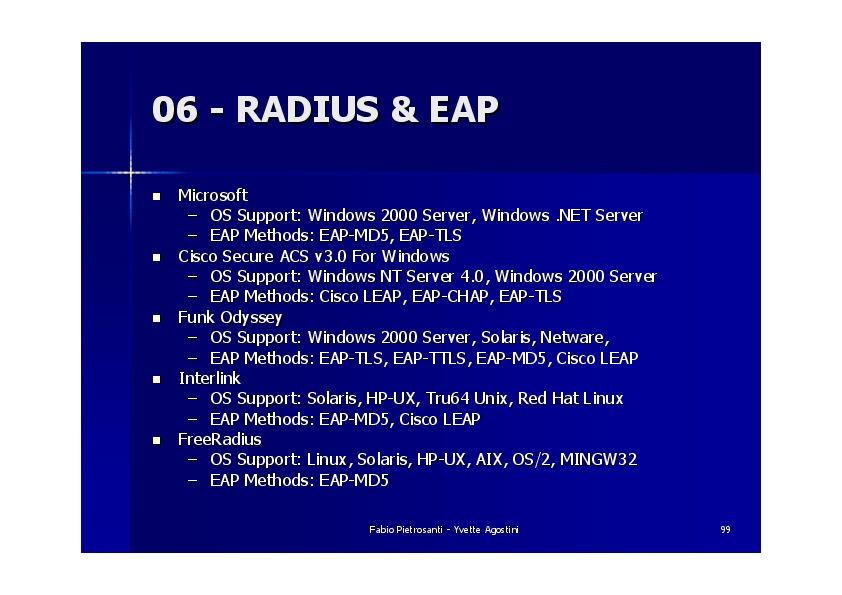 06 - RADIUS & EAP
■ Microsoft
– OS Support: Windows 2000 Server, Windows .NET Server
– EAP Methods: EAP-MD5, EAP-TLS
■ Cisco Secure ACS v3.0 For Windows
– OS Support: Windows NT Server 4.0, Windows 2000 Server
– EAP Methods: Cisco LEAP, EAP-CHAP, EAP-TLS
■ Funk Odyssey
– OS Support: Windows 2000 Server, Solaris, Netware,
– EAP Methods: EAP-TLS, EAP-TTLS, EAP-MD5, Cisco LEAP
■ Interlink
– OS Support: Solaris, HP-UX, Tru64 Unix, Red Hat Linux
– EAP Methods: EAP-MD5, Cisco LEAP
■ FreeRadius
– OS Support: Linux, Solaris, HP-UX, AIX, OS/2, MINGW32
– EAP Methods: EAP-MD5
Fabio Pietrosanti - Yvette Agostini 99